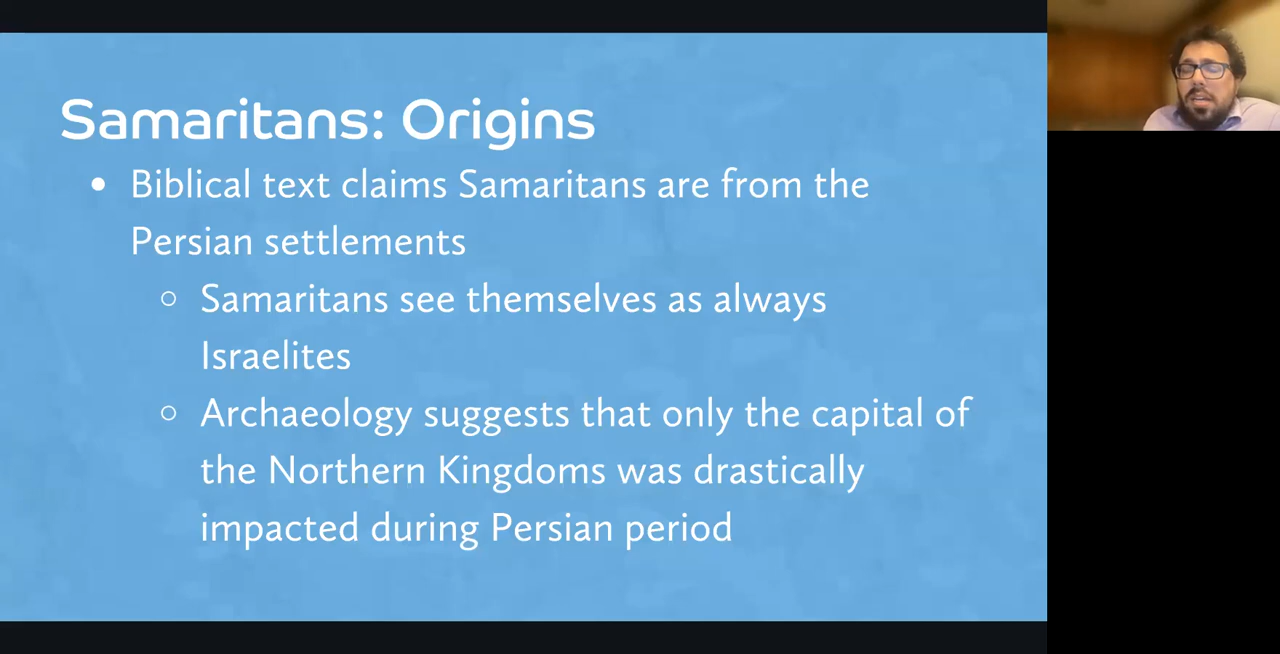 Samaritans: Origins
• Biblical text claims Samaritans are from the
Persian settlements
○ Samaritans see themselves as always
Israelites
○ Archaeology suggests that only the capital of
the Northern Kingdoms was drastically
impacted during Persian period